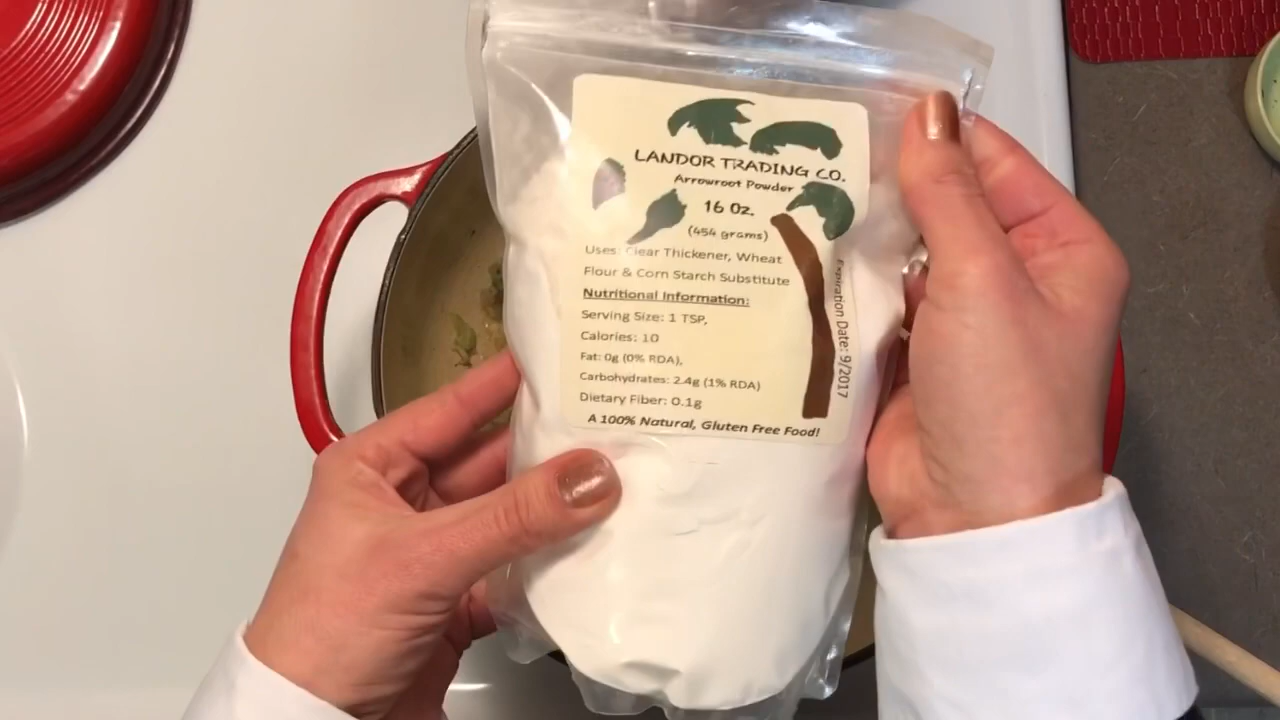 LANDOR TRADING CO.
Arrowroot Powder
16 Oz.
(454 grams)
Uses: Clear Thickener, Wheat
Flour & Corn Starch Substitute
Nutritional Information:
Serving Size: 1 TSP,
Calories: 10
Fat: 0g (0% RDA),
Carbohydrates: 2.4g (1% RDA)
Dietary Fiber: 0.1g
A 100% Natural, Gluten Free Food!
Expiration Date: 9/2017